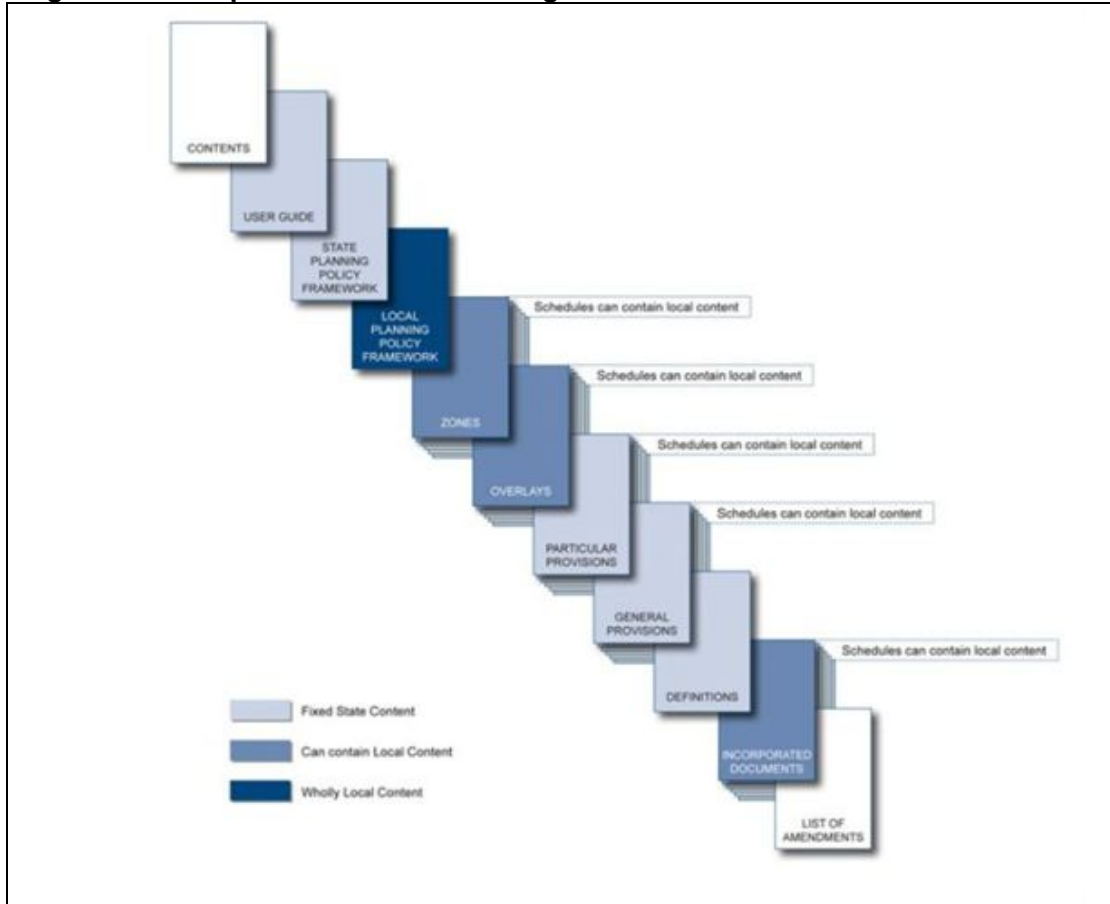 CONTENTS
USER GUIDE
STATE
PLANNING
POLICY
FRAMEWORK
LOCAL
PLANNING
POLICY
FRAMEWORK
Schedules can contain local content
ZONES
Schedules can contain local content
OVERLAYS
Schedules can contain local content
PARTICULAR
PROVISIONS
Schedules can contain local content
GENERAL
PROVISIONS
DEFINITIONS
Schedules can contain local content
INCORPORATED
DOCUMENTS
LIST OF
AMENDMENTS
Fixed State Content
Can contain Local Content
Wholly Local Content